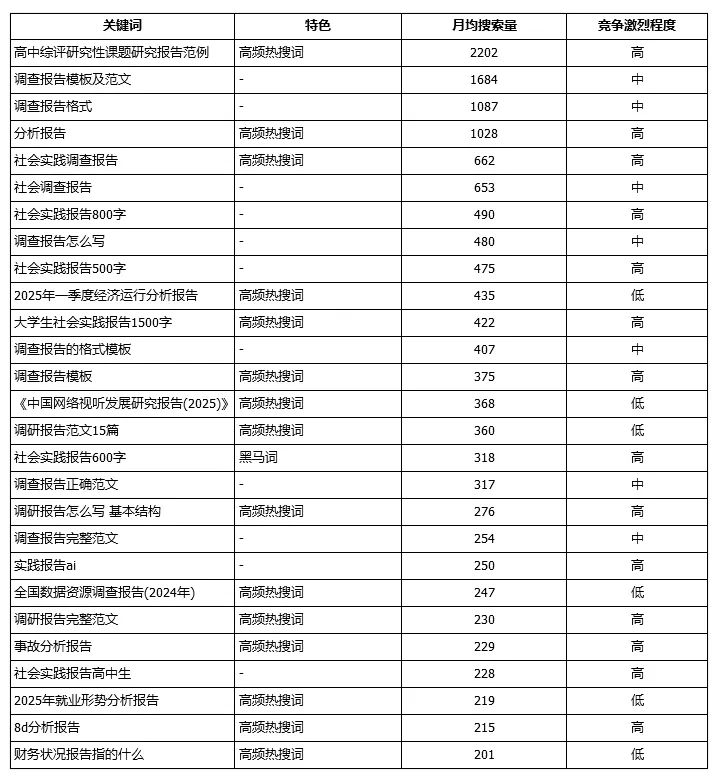 关键词 特色 月均搜索量 竞争激烈程度
高中综评研究性课题研究报告范例 高频热搜词 2202 高
调查报告模板及范文 - 1684 中
调查报告格式 - 1087 中
分析报告 高频热搜词 1028 高
社会实践调查报告 高频热搜词 662 高
社会调查报告 - 653 中
社会实践报告800字 - 490 高
调查报告怎么写 - 480 中
社会实践报告500字 - 475 高
2025年一季度经济运行分析报告 高频热搜词 435 低
大学生社会实践报告1500字 高频热搜词 422 高
调查报告的格式模板 - 407 中
调查报告模板 高频热搜词 375 高
《中国网络视听发展研究报告(2025)》 高频热搜词 368 低
调研报告范文15篇 高频热搜词 360 低
社会实践报告600字 黑马词 318 高
调查报告正确范文 - 317 中
调研报告怎么写 基本结构 高频热搜词 276 高
调查报告完整范文 - 254 中
实践报告ai - 250 高
全国数据资源调查报告(2024年) 高频热搜词 247 低
调研报告完整范文 高频热搜词 230 高
事故分析报告 高频热搜词 229 高
社会实践报告高中生 - 228 高
2025年就业形势分析报告 高频热搜词 219 低
8d分析报告 高频热搜词 215 高
财务状况报告指的什么 高频热搜词 201 低